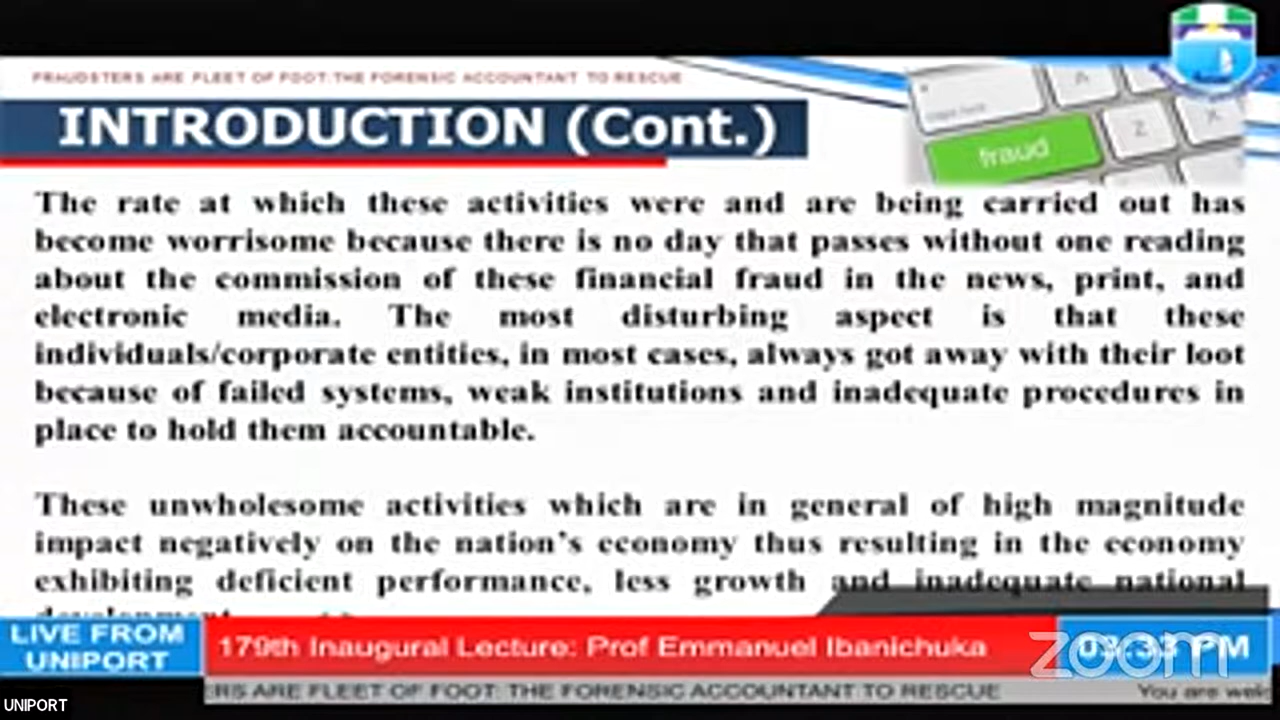 FRAUDSTERS ARE FLEET OF FOOT:THE FORENSIC ACCOUNTANT TO RESCUE
INTRODUCTION (Cont.)
fraud
A
Z
X
The rate at which these activities were and are being carried out has
become worrisome because there is no day that passes without one reading
about the commission of these financial fraud in the news, print, and
electronic media. The most disturbing aspect is that these
individuals/corporate entities, in most cases, always got away with their loot
because of failed systems, weak institutions and inadequate procedures in
place to hold them accountable.
These unwholesome activities which are in general of high magnitude
impact negatively on the nation's economy thus resulting in the economy
exhibiting deficient performance, less growth and inadequate national
development.
LIVE FROM
UNIPORT
179th Inaugural Lecture: Prof Emmanuel Ibanichuka
03:33 PM
zoom
RS ARE FLEET OF FOOT: THE FORENSIC ACCOUNTANT TO RESCUE
You are welc
UNIPORT